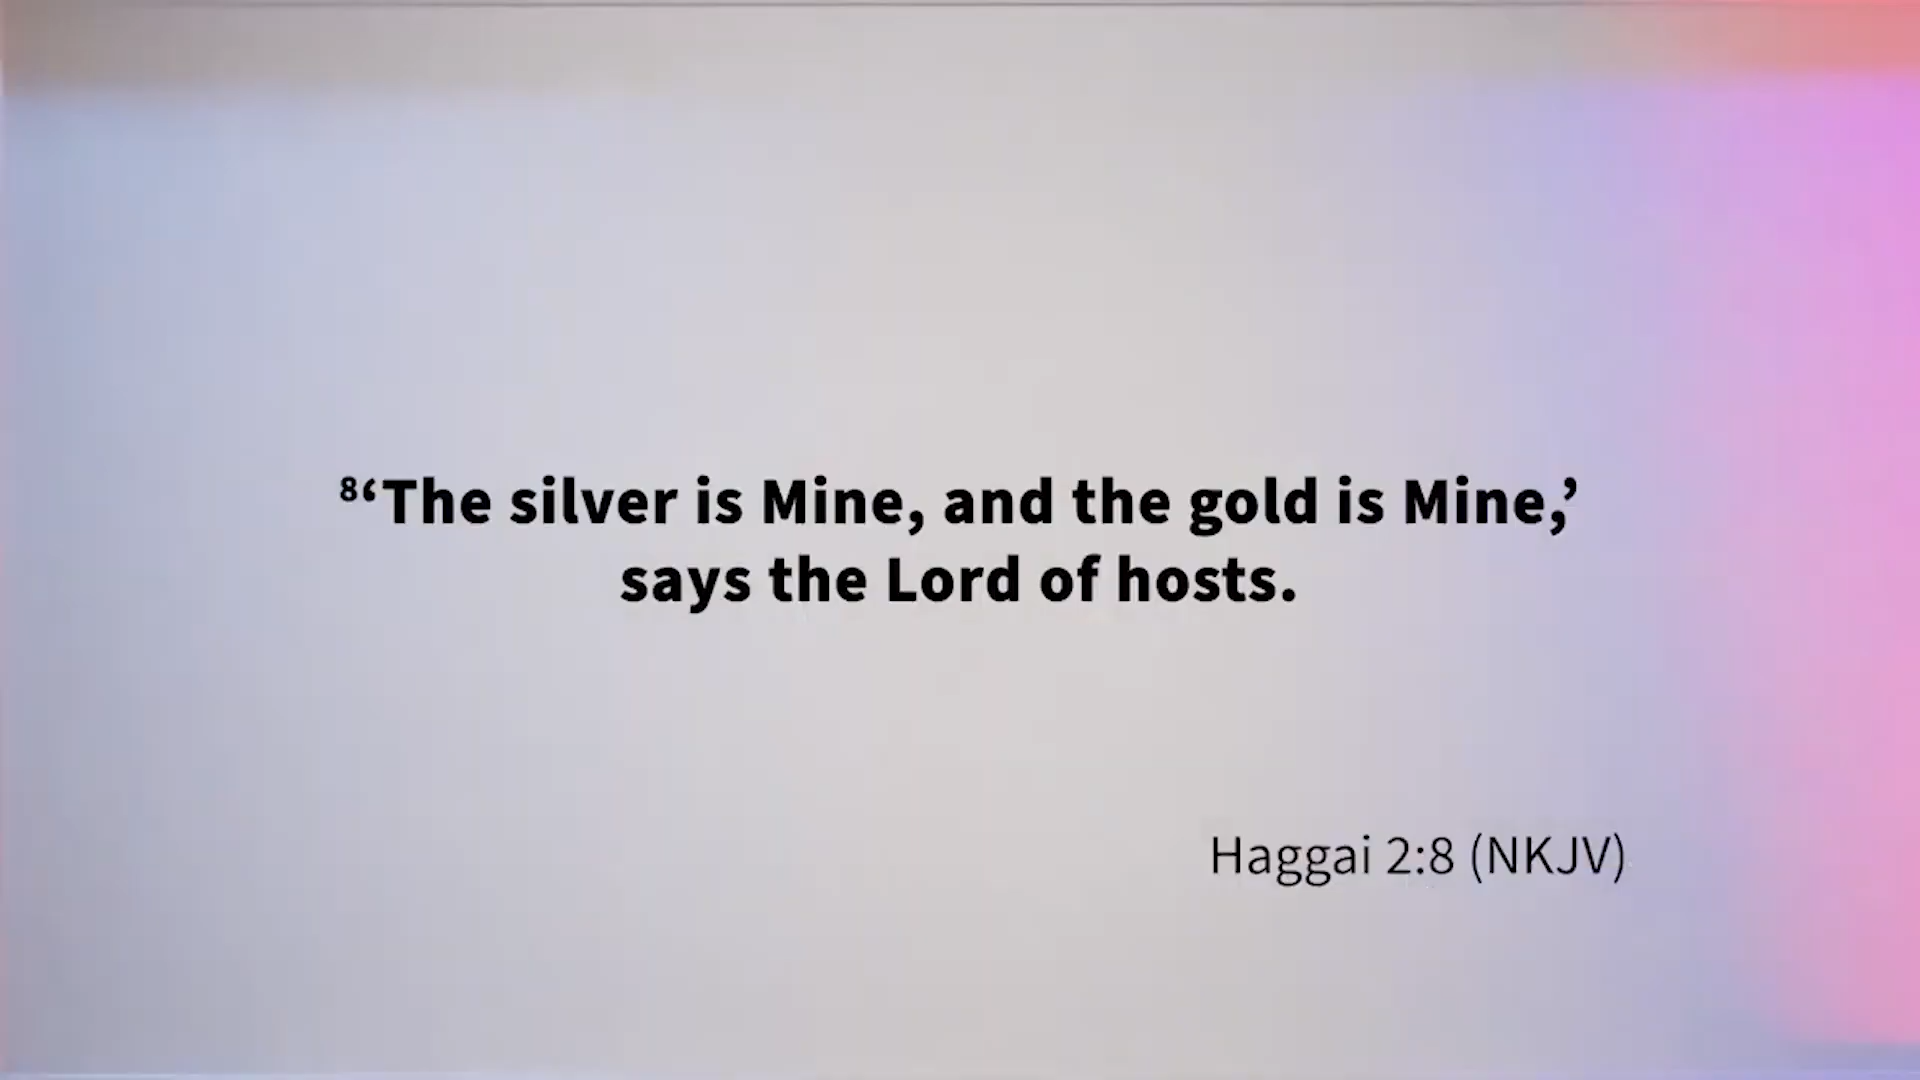 ⁸‘The silver is Mine, and the gold is Mine,’
says the Lord of hosts.
Haggai 2:8 (NKJV)